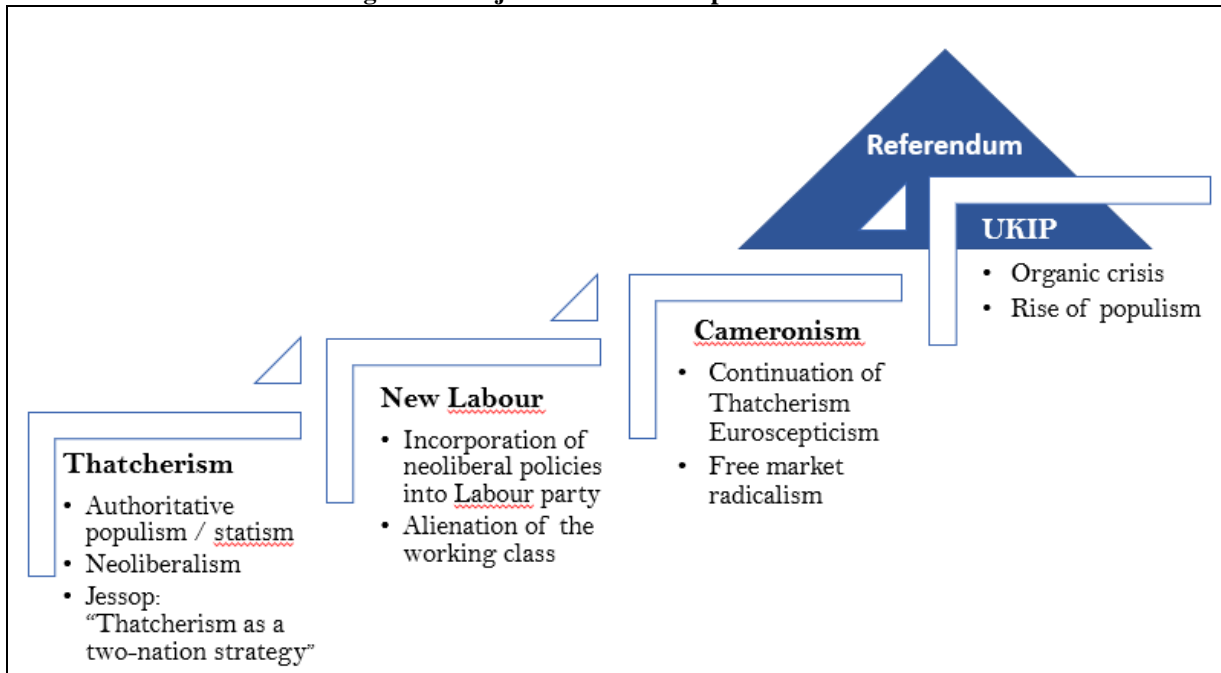 Referendum
UKIP
• Organic crisis
• Rise of populism
Cameronism
• Continuation of
Thatcherism
Euroscepticism
• Free market
radicalism
New Labour
• Incorporation of
neoliberal policies
into Labour party
• Alienation of the
working class
Thatcherism
• Authoritative
populism / statism
• Neoliberalism
• Jessop:
“Thatcherism as a
two-nation strategy”